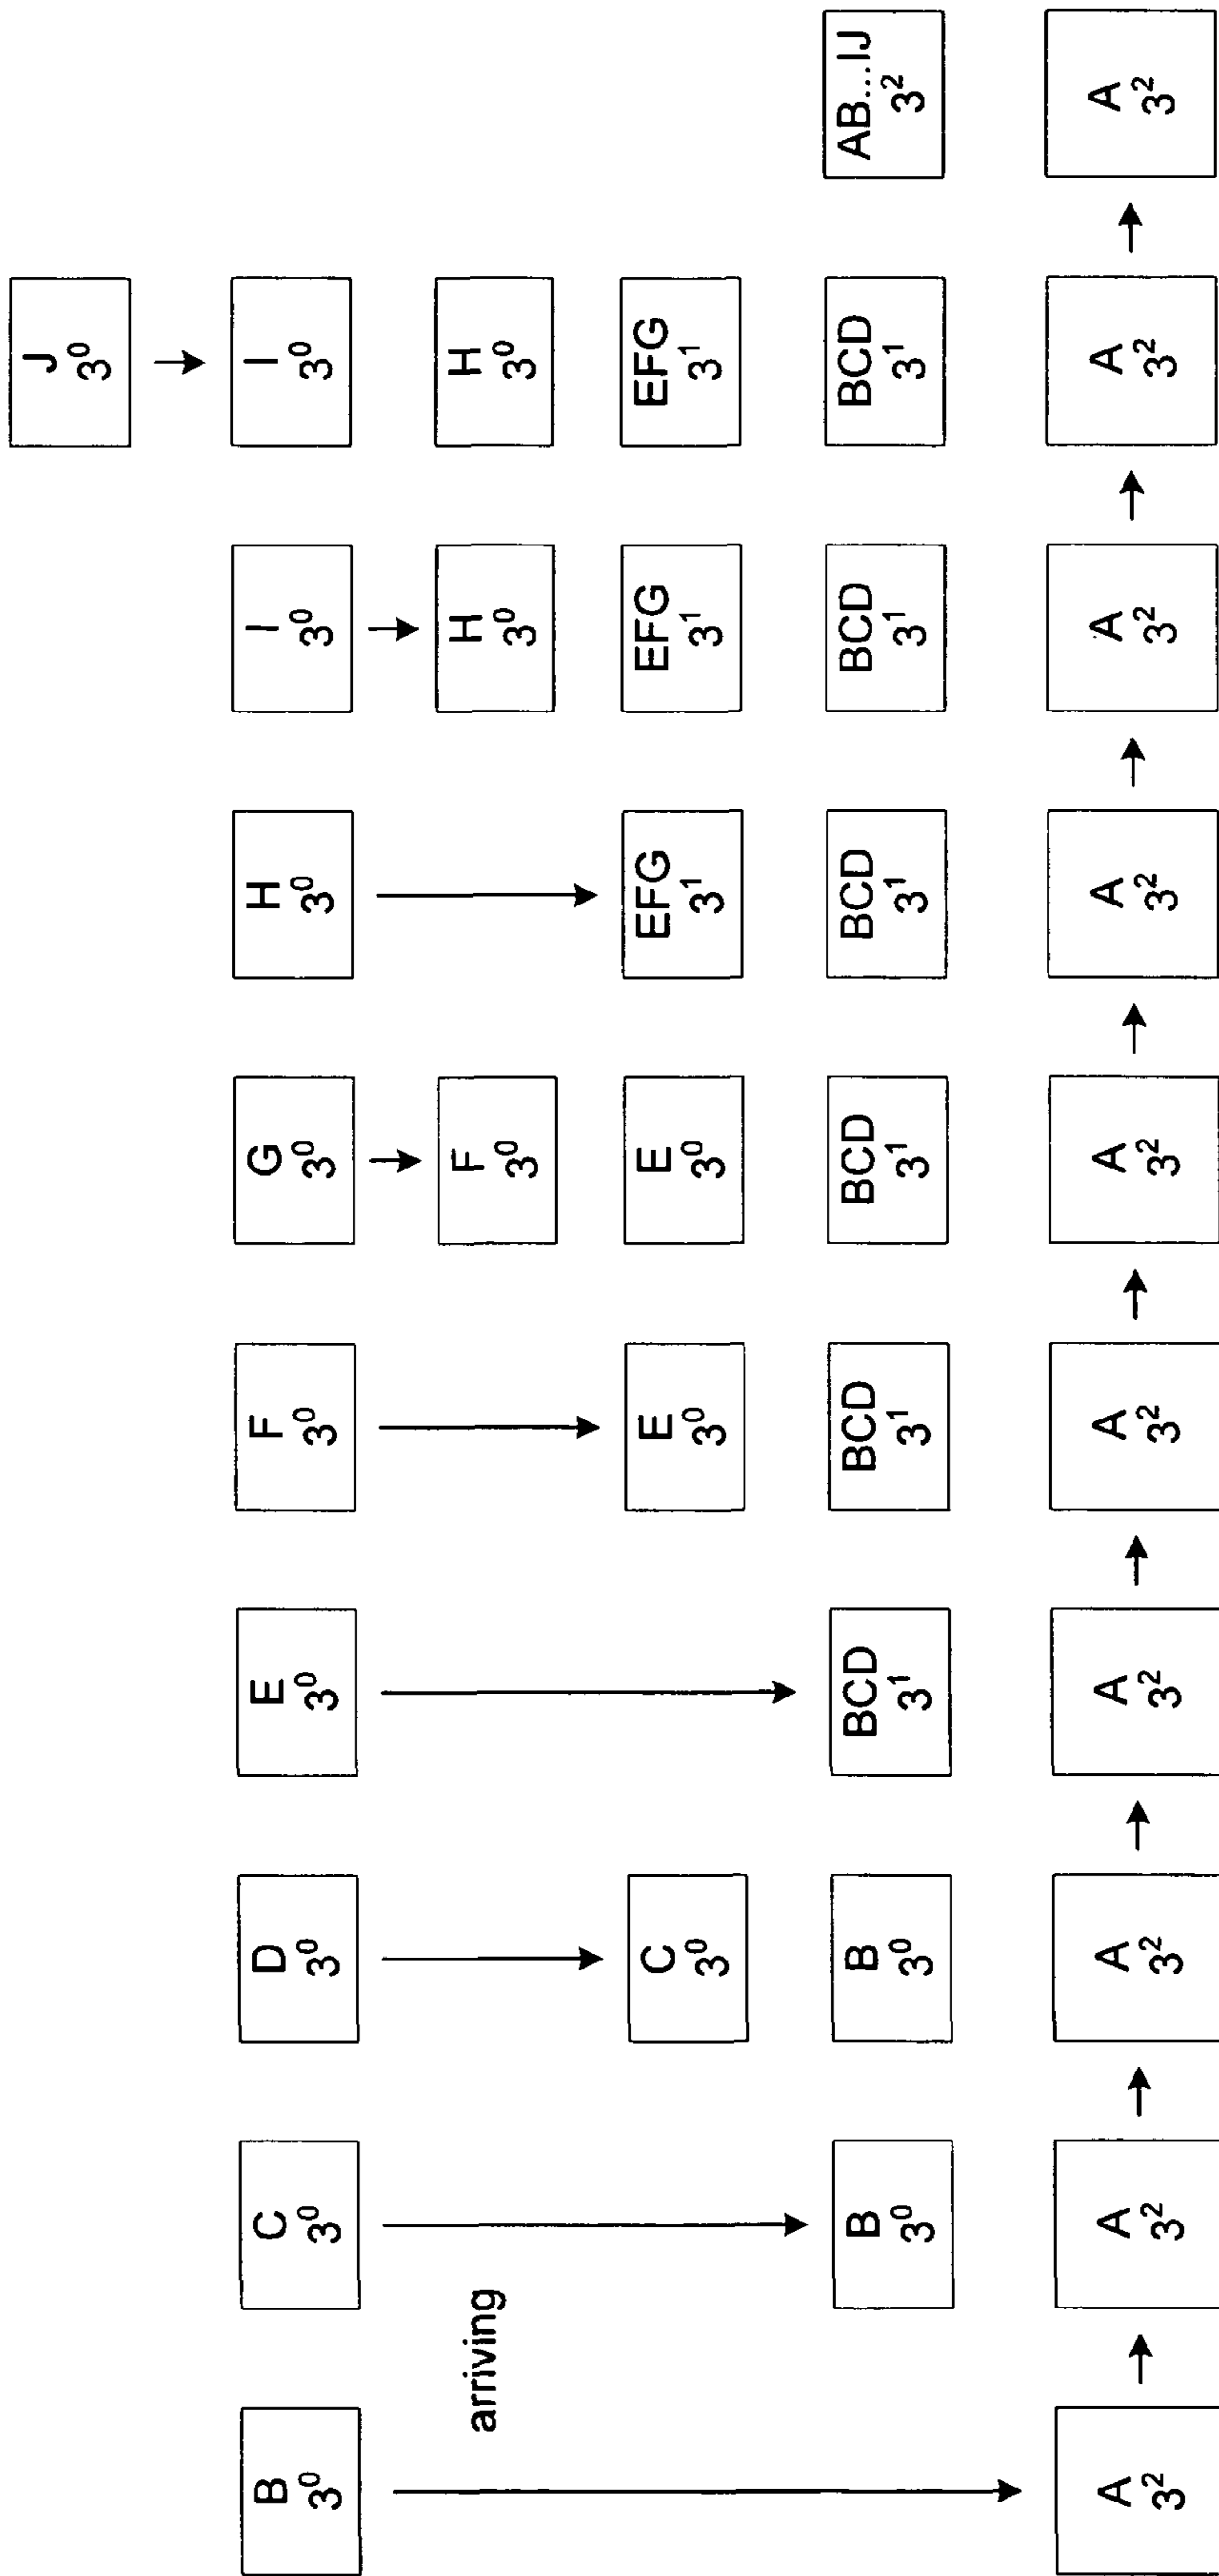 J
3⁰
B C D E F G H I I
3⁰ 3⁰ 3⁰ 3⁰ 3⁰ 3⁰ 3⁰ 3⁰ 3⁰
arriving
F H H
3⁰ 3⁰ 3⁰
C E E EFG EFG EFG
3⁰ 3⁰ 3⁰ 3¹ 3¹ 3¹
B B BCD BCD BCD BCD BCD BCD AB...IJ
3⁰ 3⁰ 3¹ 3¹ 3¹ 3¹ 3¹ 3¹ 3²
A A A A A A A A A A
3² 3² 3² 3² 3² 3² 3² 3² 3² 3²